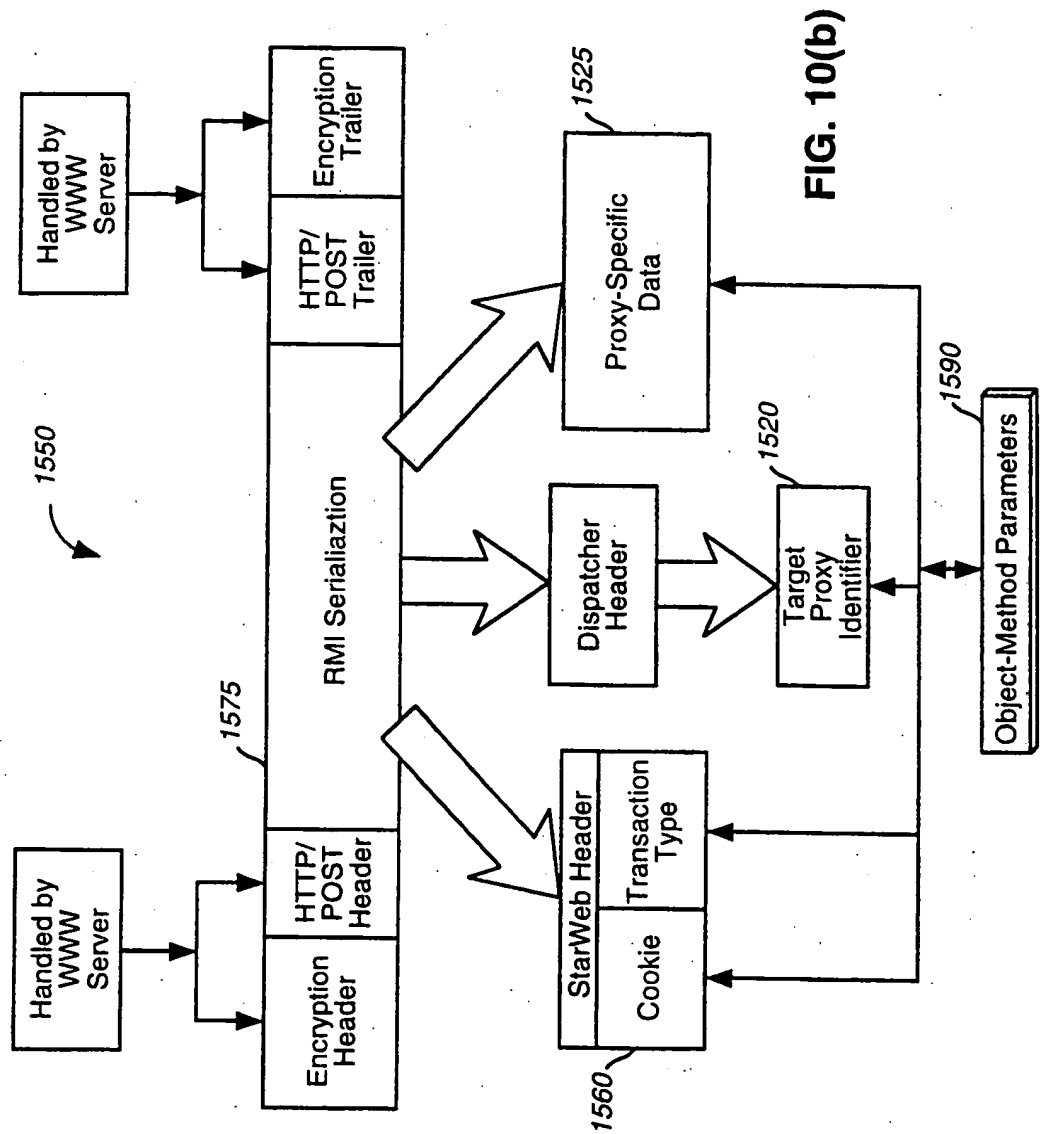 1550
Handled by
WWW
Server
Handled by
WWW
Server
1575
Encryption
Header
HTTP/
POST
Header
RMI Serialiaztion
HTTP/
POST
Trailer
Encryption
Trailer
1560
StarWeb Header
Cookie
Transaction
Type
Dispatcher
Header
1520
Target
Proxy
Identifier
1525
Proxy-Specific
Data
1590
Object-Method Parameters
FIG. 10(b)